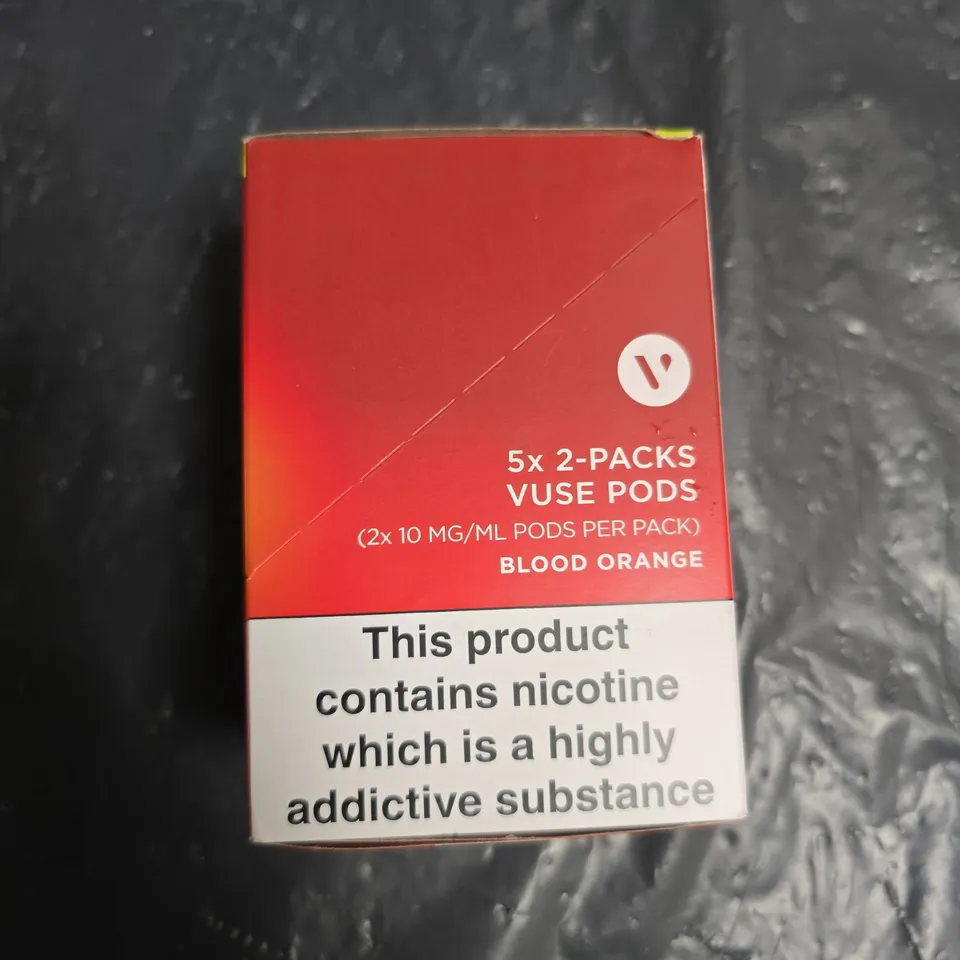 5x 2-PACKS
VUSE PODS
(2x 10 MG/ML PODS PER PACK)
BLOOD ORANGE
This product
contains nicotine
which is a highly
addictive substance